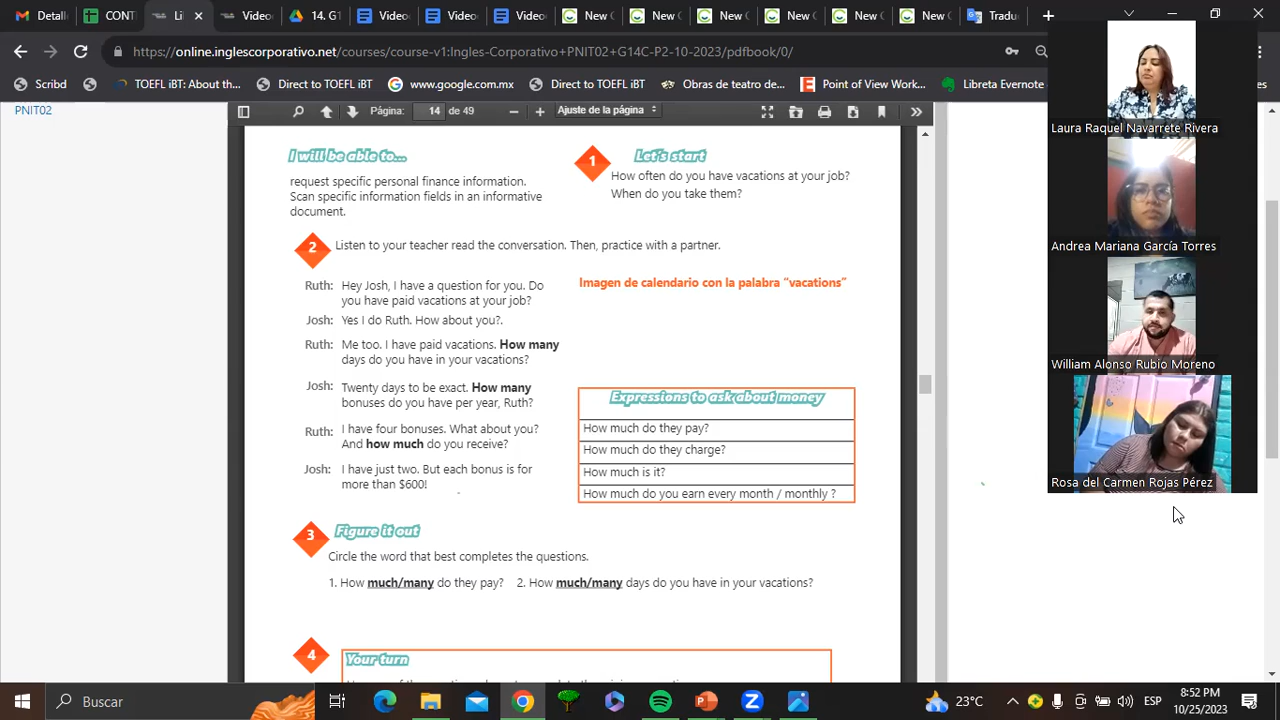 Detall
CONT
Li
Video
14. G1
Video
Video
Video
New C
New C
New C
New C
New C
New C
Tradu
https://online.inglescorporativo.net/courses/course-v1:Ingles-Corporativo+PNIT02+G14C-P2-10-2023/pdfbook/0/
Scribd
TOEFL iBT: About the...
Direct to TOEFL iBT
www.google.com.mx
Direct to TOEFL iBT
Point of View Work...
Libreta Evernote
PNIT02
Página:
14
Ajuste de la página
I will be able to...
request specific personal finance information.
Scan specific information fields in an informative
document.
1
Let's start
How often do you have vacations at your job?
When do you take them?
2
Listen to your teacher read the conversation. Then, practice with a partner.
Ruth: Hey Josh, I have a question for you. Do
you have paid vacations at your job?
Josh: Yes I do Ruth. How about you?.
Ruth: Me too. I have paid vacations. How many
days do you have in your vacations?
Josh: Twenty days to be exact. How many
bonuses do you have per year, Ruth?
Ruth: I have four bonuses. What about you?
And how much do you receive?
Josh: I have just two. But each bonus is for
more than $600!
Imagen de calendario con la palabra “vacations”
Expressions to ask about money
How much do they pay?
How much do they charge?
How much is it?
How much do you earn every month / monthly ?
3
Figure it out
Circle the word that best completes the questions.
1. How much/many do they pay? 2. How much/many days do you have in your vacations?
4
Your turn
Laura Raquel Navarrete Rivera
Andrea Mariana García Torres
William Alonso Rubio Moreno
Rosa del Carmen Rojas Pérez
Buscar
23°C
ESP
8:52 PM
10/25/2023